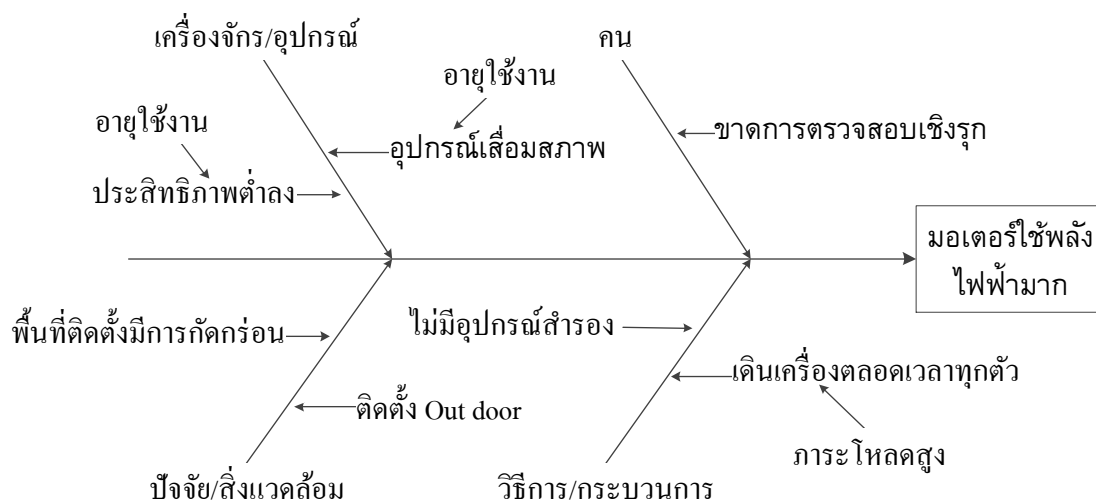 เครื่องจักร/อุปกรณ์
คน
อายุใช้งาน
อายุใช้งาน
ขาดการตรวจสอบเชิงรุก
อุปกรณ์เสื่อมสภาพ
ประสิทธิภาพต่ำลง
มอเตอร์ใช้พลัง
ไฟฟ้ามาก
พื้นที่ติดตั้งมีการกัดกร่อน
ไม่มีอุปกรณ์สำรอง
เดินเครื่องตลอดเวลาทุกตัว
ติดตั้ง Out door
ภาระโหลดสูง
ปัจจัย/สิ่งแวดล้อม
วิธีการ/กระบวนการ